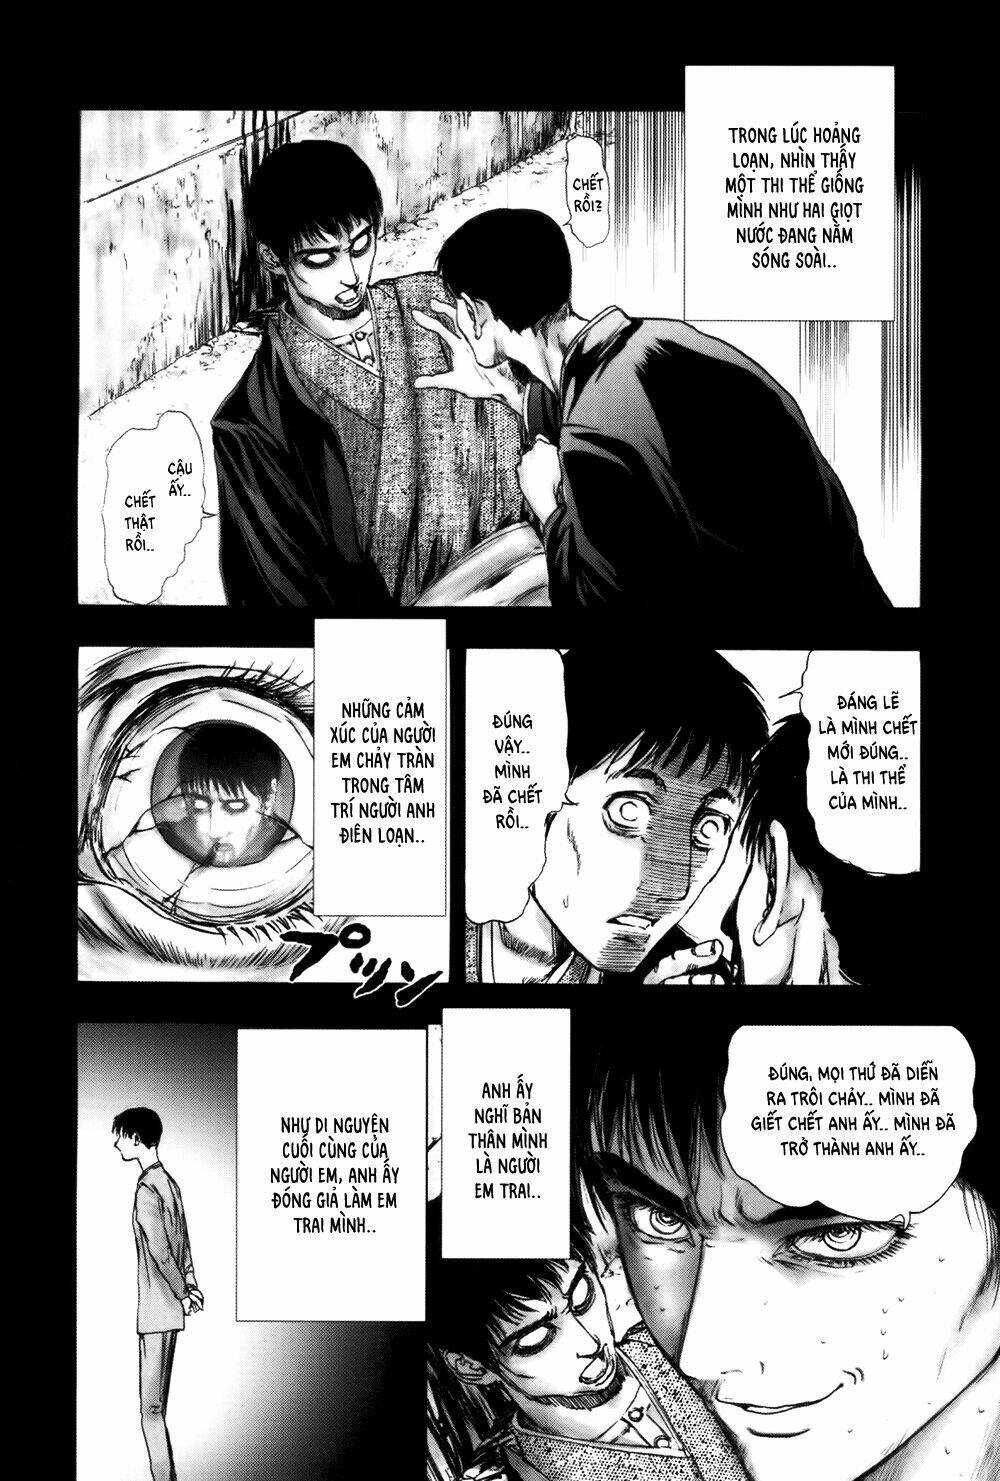 TRONG LÚC HOẢNG
LOẠN, NHÌN THẤY
MỘT THI THỂ GIỐNG
MÌNH NHƯ HAI GIỌT
NƯỚC ĐANG NẰM
SÓNG SOÀI..
CHẾT
RỒI?
CẬU
ẤY..
CHẾT
THẬT
RỒI..
ĐÁNG LẼ
LÀ MÌNH CHẾT
MỚI ĐÚNG..
LÀ THI THỂ
CỦA MÌNH..
ĐÚNG
VẬY..
MÌNH
ĐÃ CHẾT
RỒI..
NHỮNG CẢM
XÚC CỦA NGƯỜI
EM CHẢY TRÀN
TRONG TÂM
TRÍ NGƯỜI ANH
ĐIÊN LOẠN..
プツン
ĐÚNG, MỌI THỨ ĐÃ DIỄN
RA TRÔI CHẢY.. MÌNH ĐÃ
GIẾT CHẾT ANH ẤY.. MÌNH ĐÃ
TRỞ THÀNH ANH ẤY..
ANH ẤY
NGHĨ BẢN
THÂN MÌNH
LÀ NGƯỜI
EM TRAI..
NHƯ DI NGUYỆN
CUỐI CÙNG CỦA
NGƯỜI EM, ANH ẤY
ĐÓNG GIẢ LÀM EM
TRAI MÌNH..